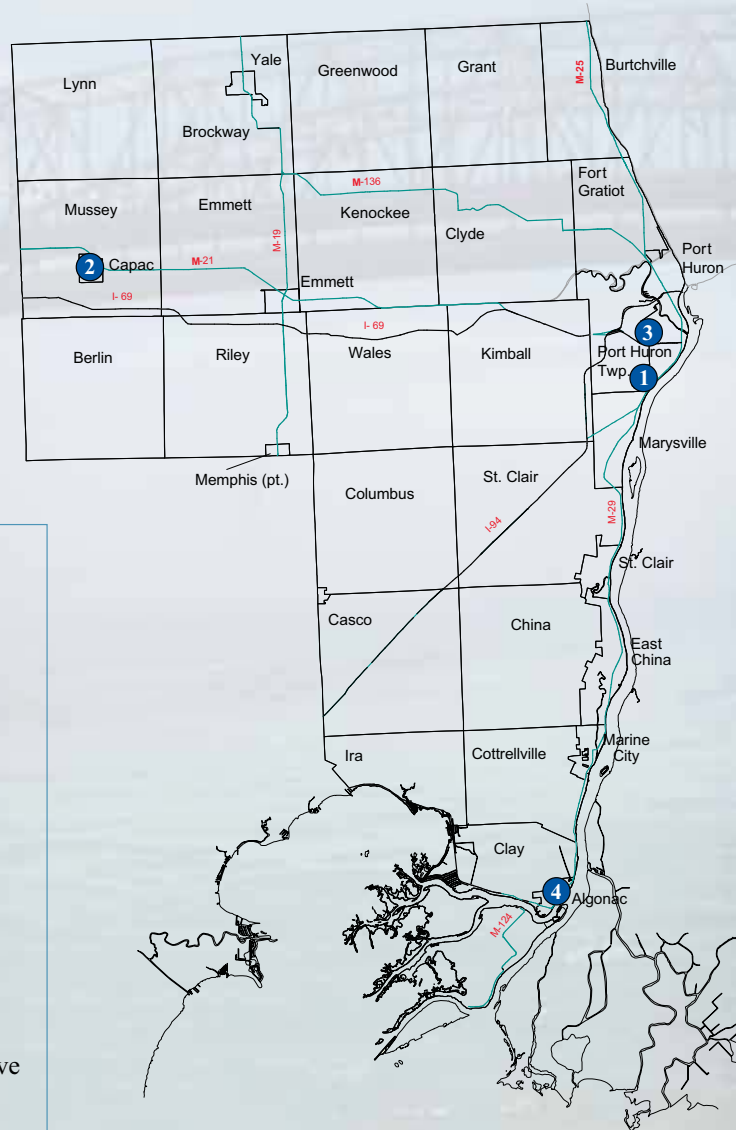 Lynn
Yale
Greenwood
Grant
M-25
Burtchville
Brockway
Mussey
Emmett
M-136
Kenockee
Fort
Gratiot
Clyde
M-19
2
Capac
M-21
Emmett
Port
Huron
I- 69
I- 69
3
Berlin
Riley
Wales
Kimball
Port Huron
Twp.
1
Marysville
Memphis (pt.)
Columbus
St. Clair
I-94
M-29
St. Clair
Casco
China
East
China
Ira
Cottrellville
Marine
City
Clay
4
Algonac
M-124
ve